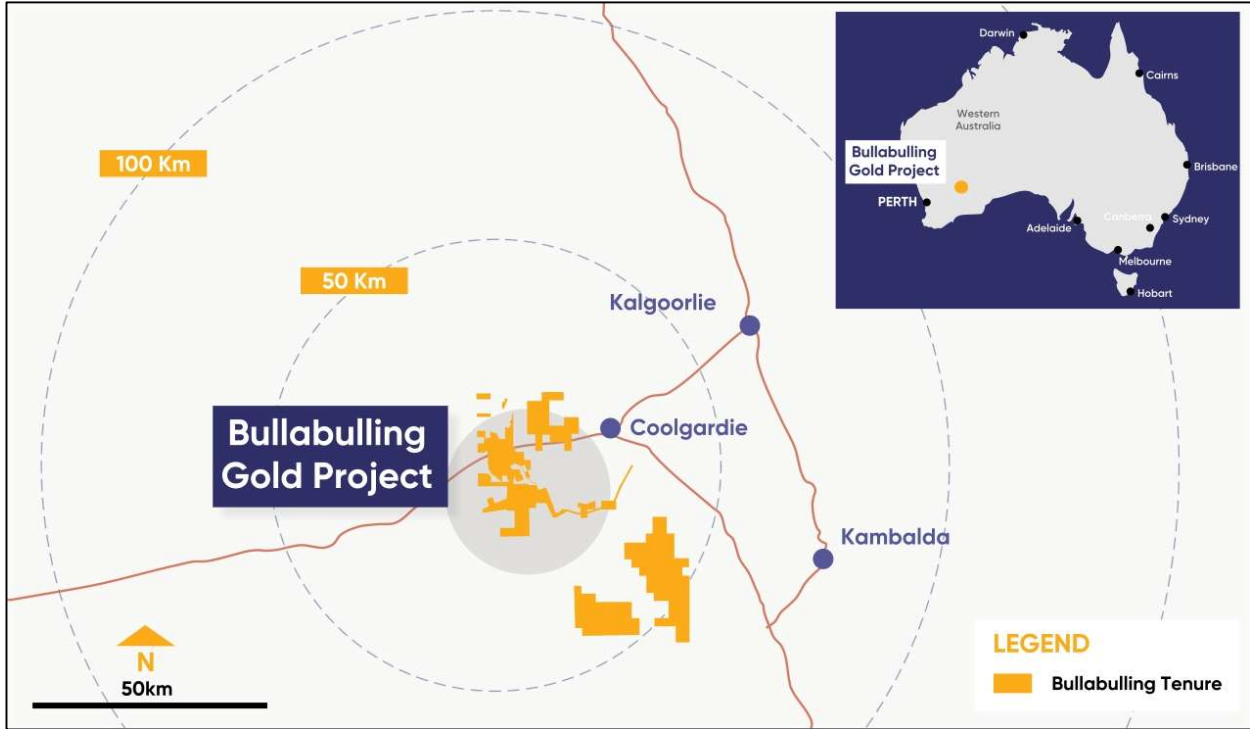 100 Km
50 Km
Kalgoorlie
Coolgardie
Bullabulling
Gold Project
Kambalda
N
50km
LEGEND
Bullabulling Tenure
Darwin
Cairns
Western
Australia
Bullabulling
Gold Project
Brisbane
PERTH
Adelaide
Canberra
Sydney
Melbourne
Hobart